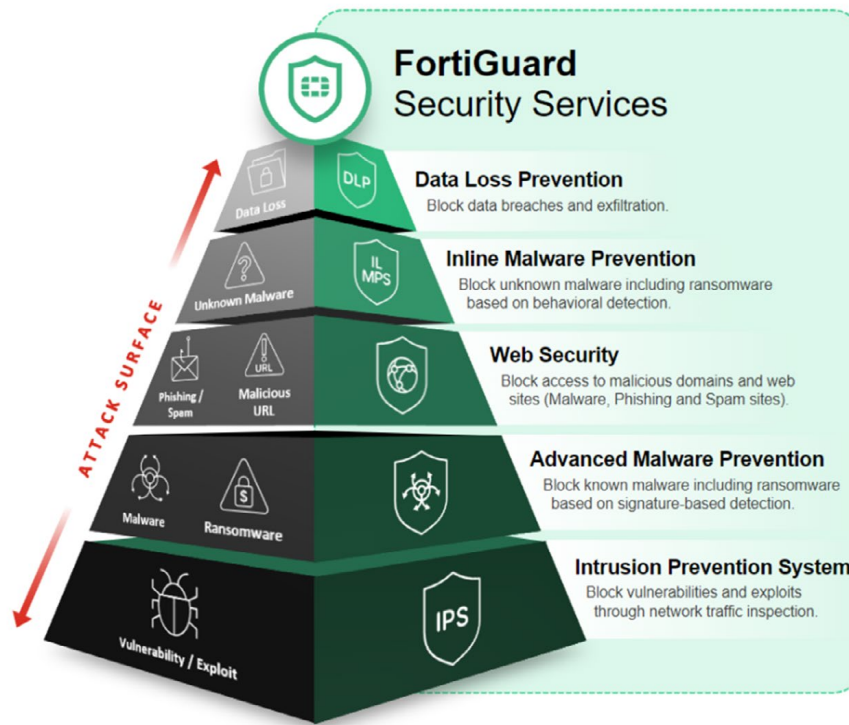 FortiGuard
Security Services
Data Loss
DLP
Data Loss Prevention
Block data breaches and exfiltration.
Unknown Malware
IL
MPS
Inline Malware Prevention
Block unknown malware including ransomware
based on behavioral detection.
ATTACK SURFACE
Phishing /
Spam
URL
Malicious
URL
Web Security
Block access to malicious domains and web
sites (Malware, Phishing and Spam sites).
Malware
$
Ransomware
Advanced Malware Prevention
Block known malware including ransomware
based on signature-based detection.
Vulnerability / Exploit
IPS
Intrusion Prevention System
Block vulnerabilities and exploits
through network traffic inspection.